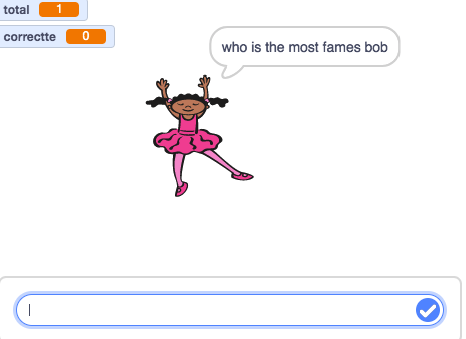 total 1
correctte 0
who is the most fames bob